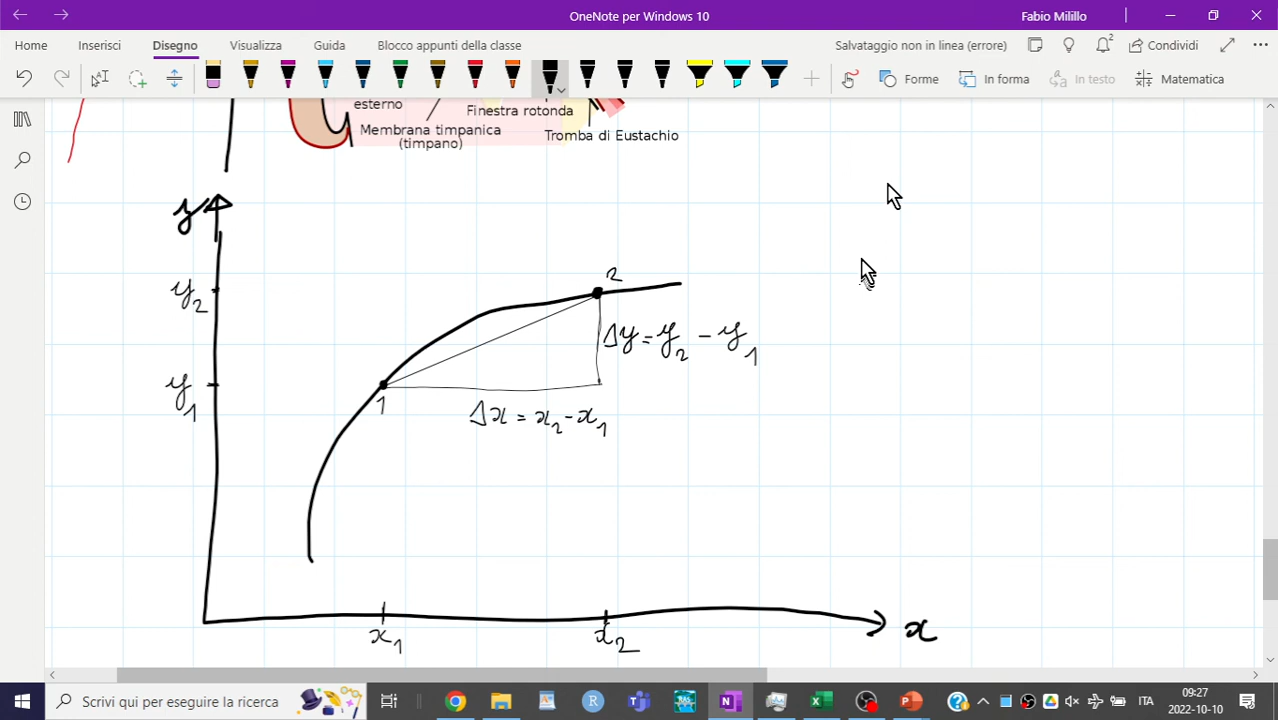 OneNote per Windows 10
Fabio Milillo
Home Inserisci Disegno Visualizza Guida Blocco appunti della classe
Salvataggio non in linea (errore)
2
Condividi
Forme
In forma
In testo
Matematica
esterno
Finestra rotonda
Membrana timpanica
(timpano)
Tromba di Eustachio
y
y₂
2
Δy = y₂ - y₁
y₁
1
Δx = x₂ - x₁
x₁
x₂
x
Scrivi qui per eseguire la ricerca
ITA
09:27
2022-10-10